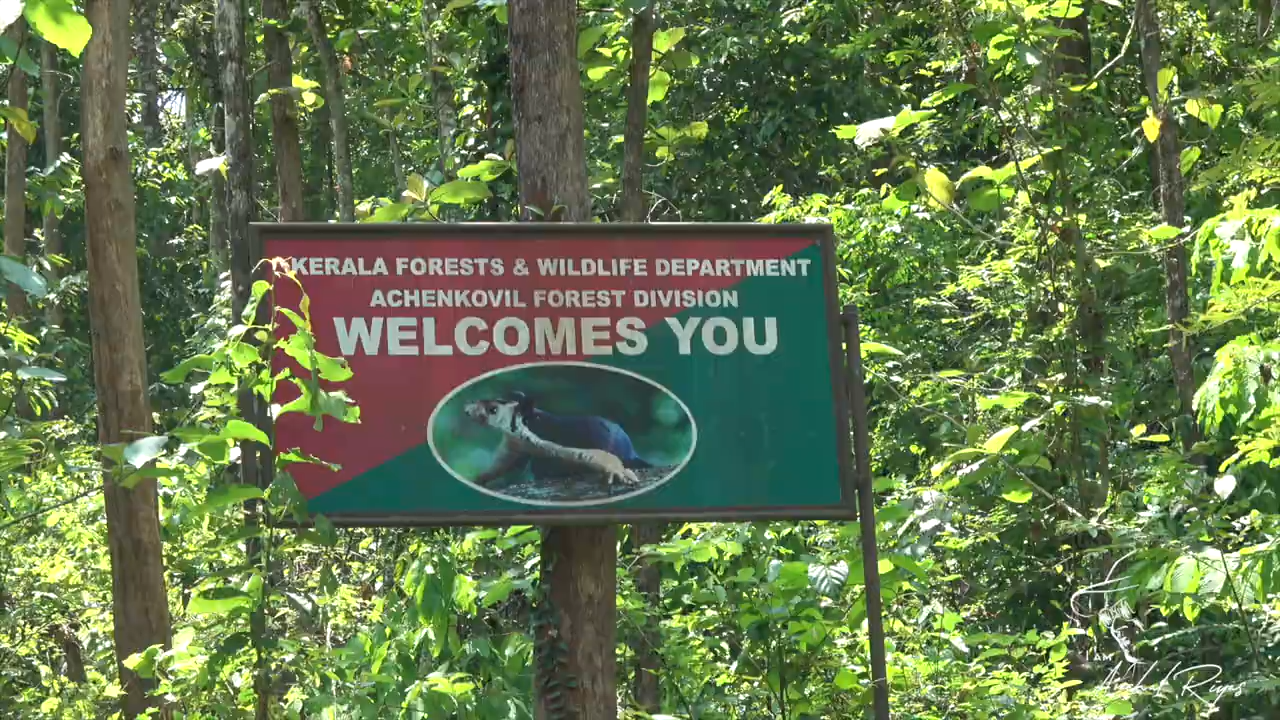 KERALA FORESTS & WILDLIFE DEPARTMENT
ACHENKOVIL FOREST DIVISION
WELCOMES YOU